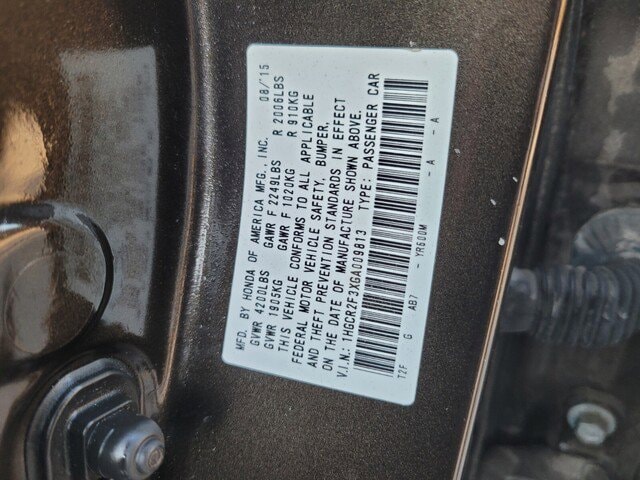 MFD. BY HONDA OF AMERICA MFG., INC. 08/15
GVWR 4200LBS GAWR F 2249LBS R 2006LBS
GVWR 1905KG GAWR F 1020KG R 910KG
THIS VEHICLE CONFORMS TO ALL APPLICABLE
FEDERAL MOTOR VEHICLE SAFETY, BUMPER,
AND THEFT PREVENTION STANDARDS IN EFFECT
ON THE DATE OF MANUFACTURE SHOWN ABOVE.
V.I.N.: 1HGCR2F3XGA009813 TYPE: PASSENGER CAR
T2F G AB7 - YR600M - A - A